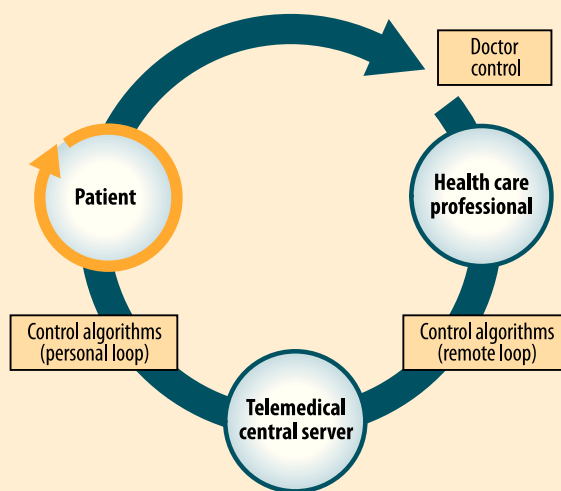 Doctor
control
Patient
Health care
professional
Control algorithms
(personal loop)
Control algorithms
(remote loop)
Telemedical
central server